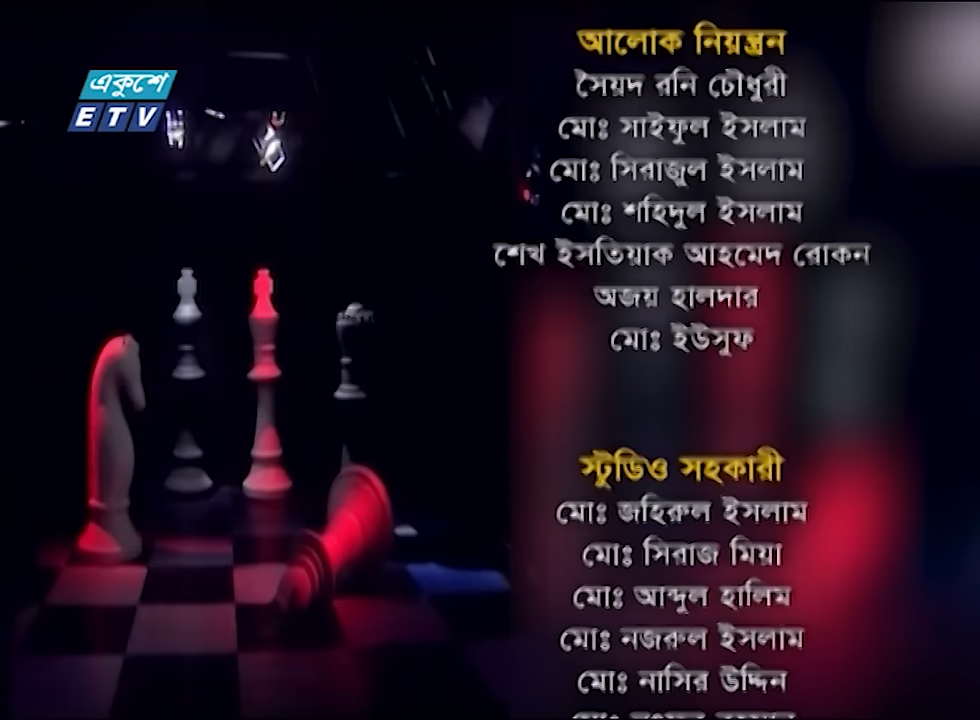 একুশে
ETV
আলোক নিয়ন্ত্রন
সৈয়দ রনি চৌধুরী
মোঃ সাইফুল ইসলাম
মোঃ সিরাজুল ইসলাম
মোঃ শহিদুল ইসলাম
শেখ ইসতিয়াক আহমেদ রোকন
অজয় হালদার
মোঃ ইউসুফ
স্টুডিও সহকারী
মোঃ জহিরুল ইসলাম
মোঃ সিরাজ মিয়া
মোঃ আব্দুল হালিম
মোঃ নজরুল ইসলাম
মোঃ নাসির উদ্দিন